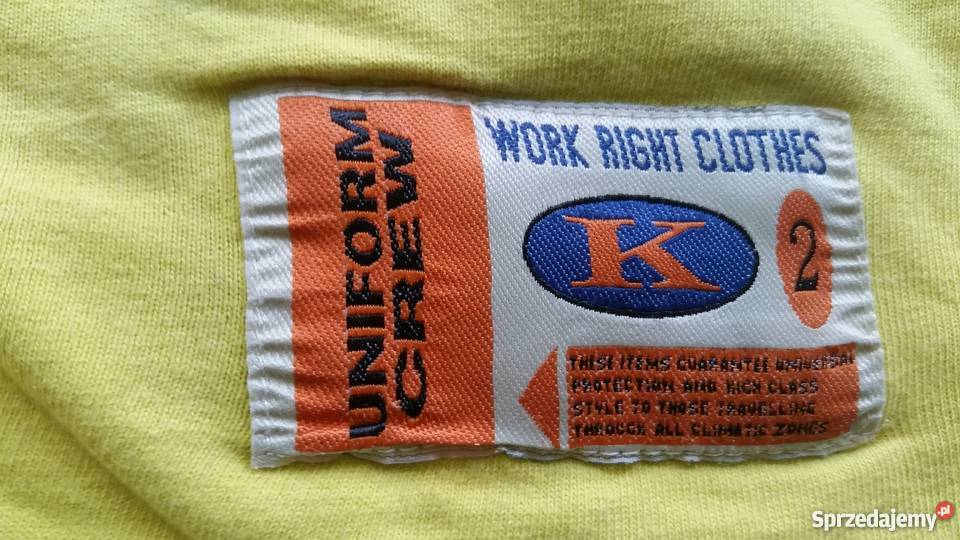 UNIFORM
CREW
WORK RIGHT CLOTHES
K
2
THESE ITEMS GUARANTEE UNIVERSAL
PROTECTION AND HIGH CLASS
STYLE TO THOSE TRAVELLING
THROUGH ALL CLIMATIC ZONES
Sprzedajemy.pl